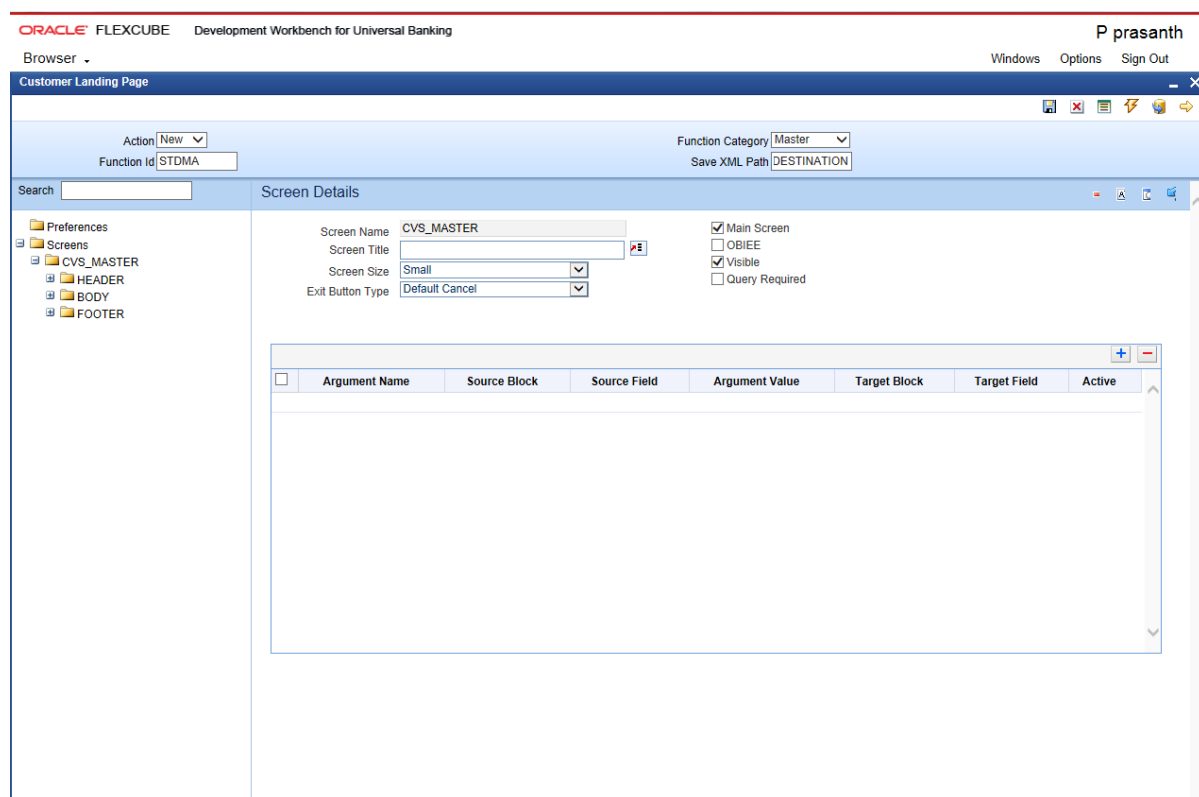 ORACLE FLEXCUBE Development Workbench for Universal Banking
P prasanth
Browser
Windows Options Sign Out
Customer Landing Page
Action New
Function Category Master
Function Id STDMA
Save XML Path DESTINATION
Search
Screen Details
Preferences
Screens
CVS_MASTER
HEADER
BODY
FOOTER
Screen Name CVS_MASTER
Screen Title
Screen Size Small
Exit Button Type Default Cancel
Main Screen
OBIEE
Visible
Query Required
Argument Name Source Block Source Field Argument Value Target Block Target Field Active